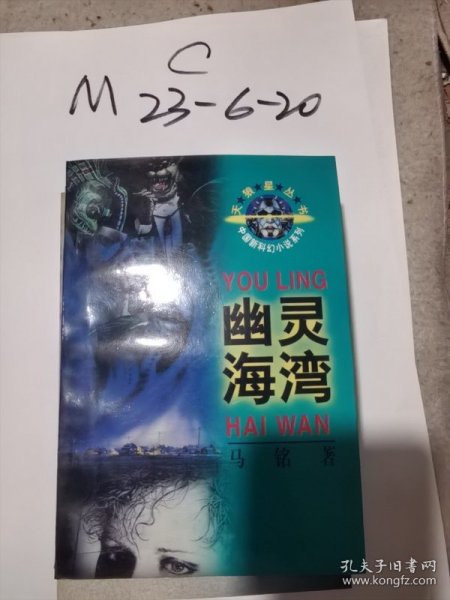 C
M 23-6-20
天★狼★星★丛★书
中国新科幻小说系列
YOU LING
幽灵
海湾
HAI WAN
马铭著
孔夫子旧书网
www.kongfz.com